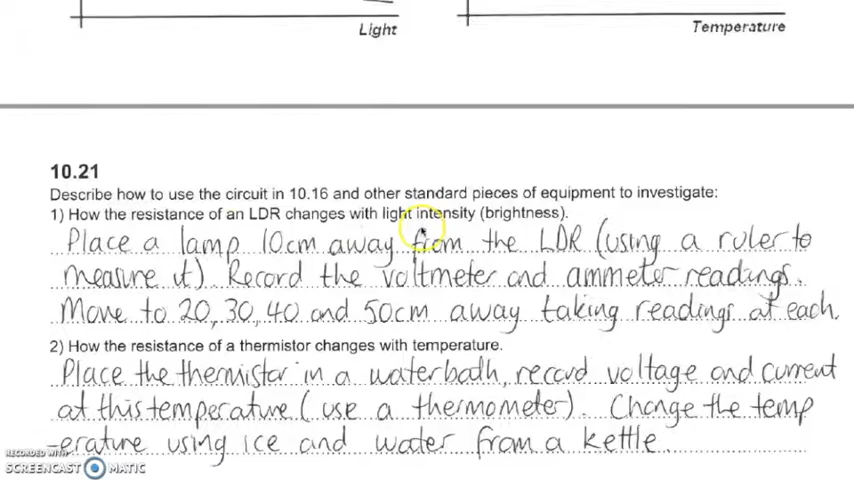 Light
Temperature
10.21
Describe how to use the circuit in 10.16 and other standard pieces of equipment to investigate:
1) How the resistance of an LDR changes with light intensity (brightness).
Place a lamp 10cm away from the LDR (using a ruler to
measure it). Record the voltmeter and ammeter readings.
Move to 20, 30, 40 and 50cm away taking readings at each.
2) How the resistance of a thermistor changes with temperature.
Place the thermistor in a waterbath, record voltage and current
at this temperature (use a thermometer). Change the temp
-erature using ice and water from a kettle.
RECORDED WITH
SCREENCAST MATIC